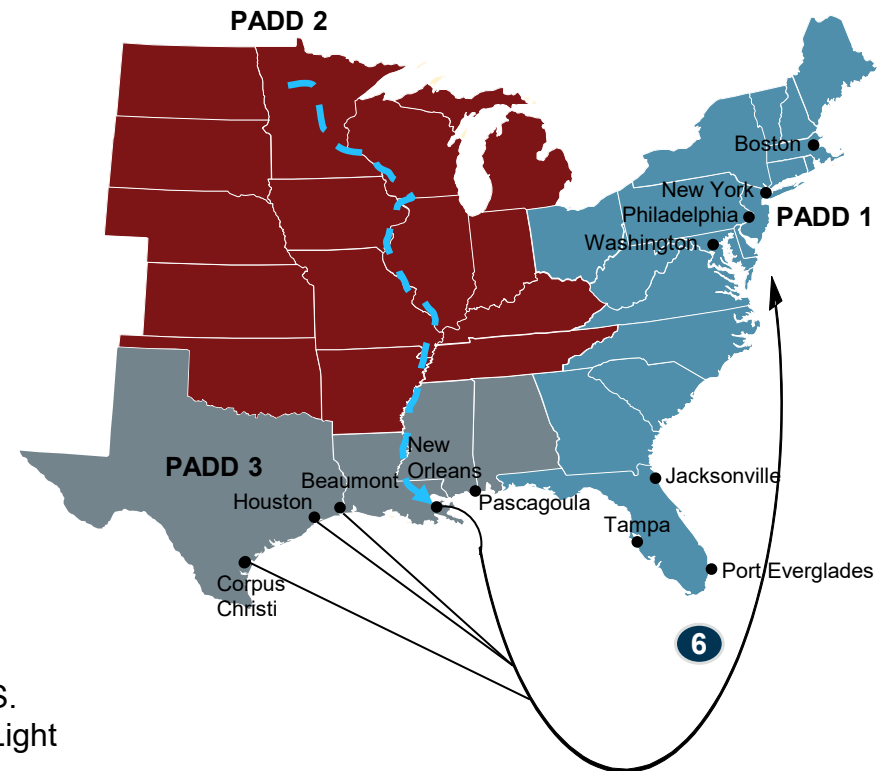 PADD 2
Boston
New York
Philadelphia
PADD 1
Washington
New
Orleans
PADD 3
Beaumont
Houston
Pascagoula
Jacksonville
Tampa
Port Everglades
Corpus
Christi
6
S.
Light